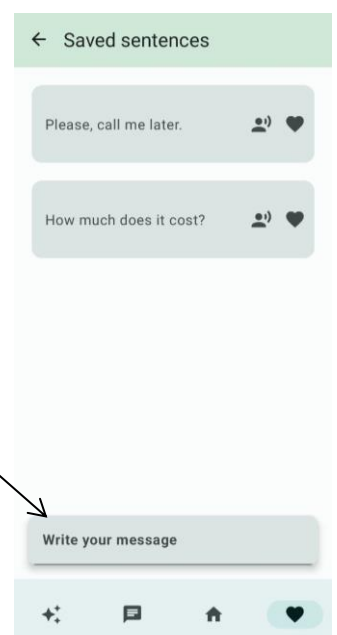 Saved sentences
Please, call me later.
How much does it cost?
Write your message